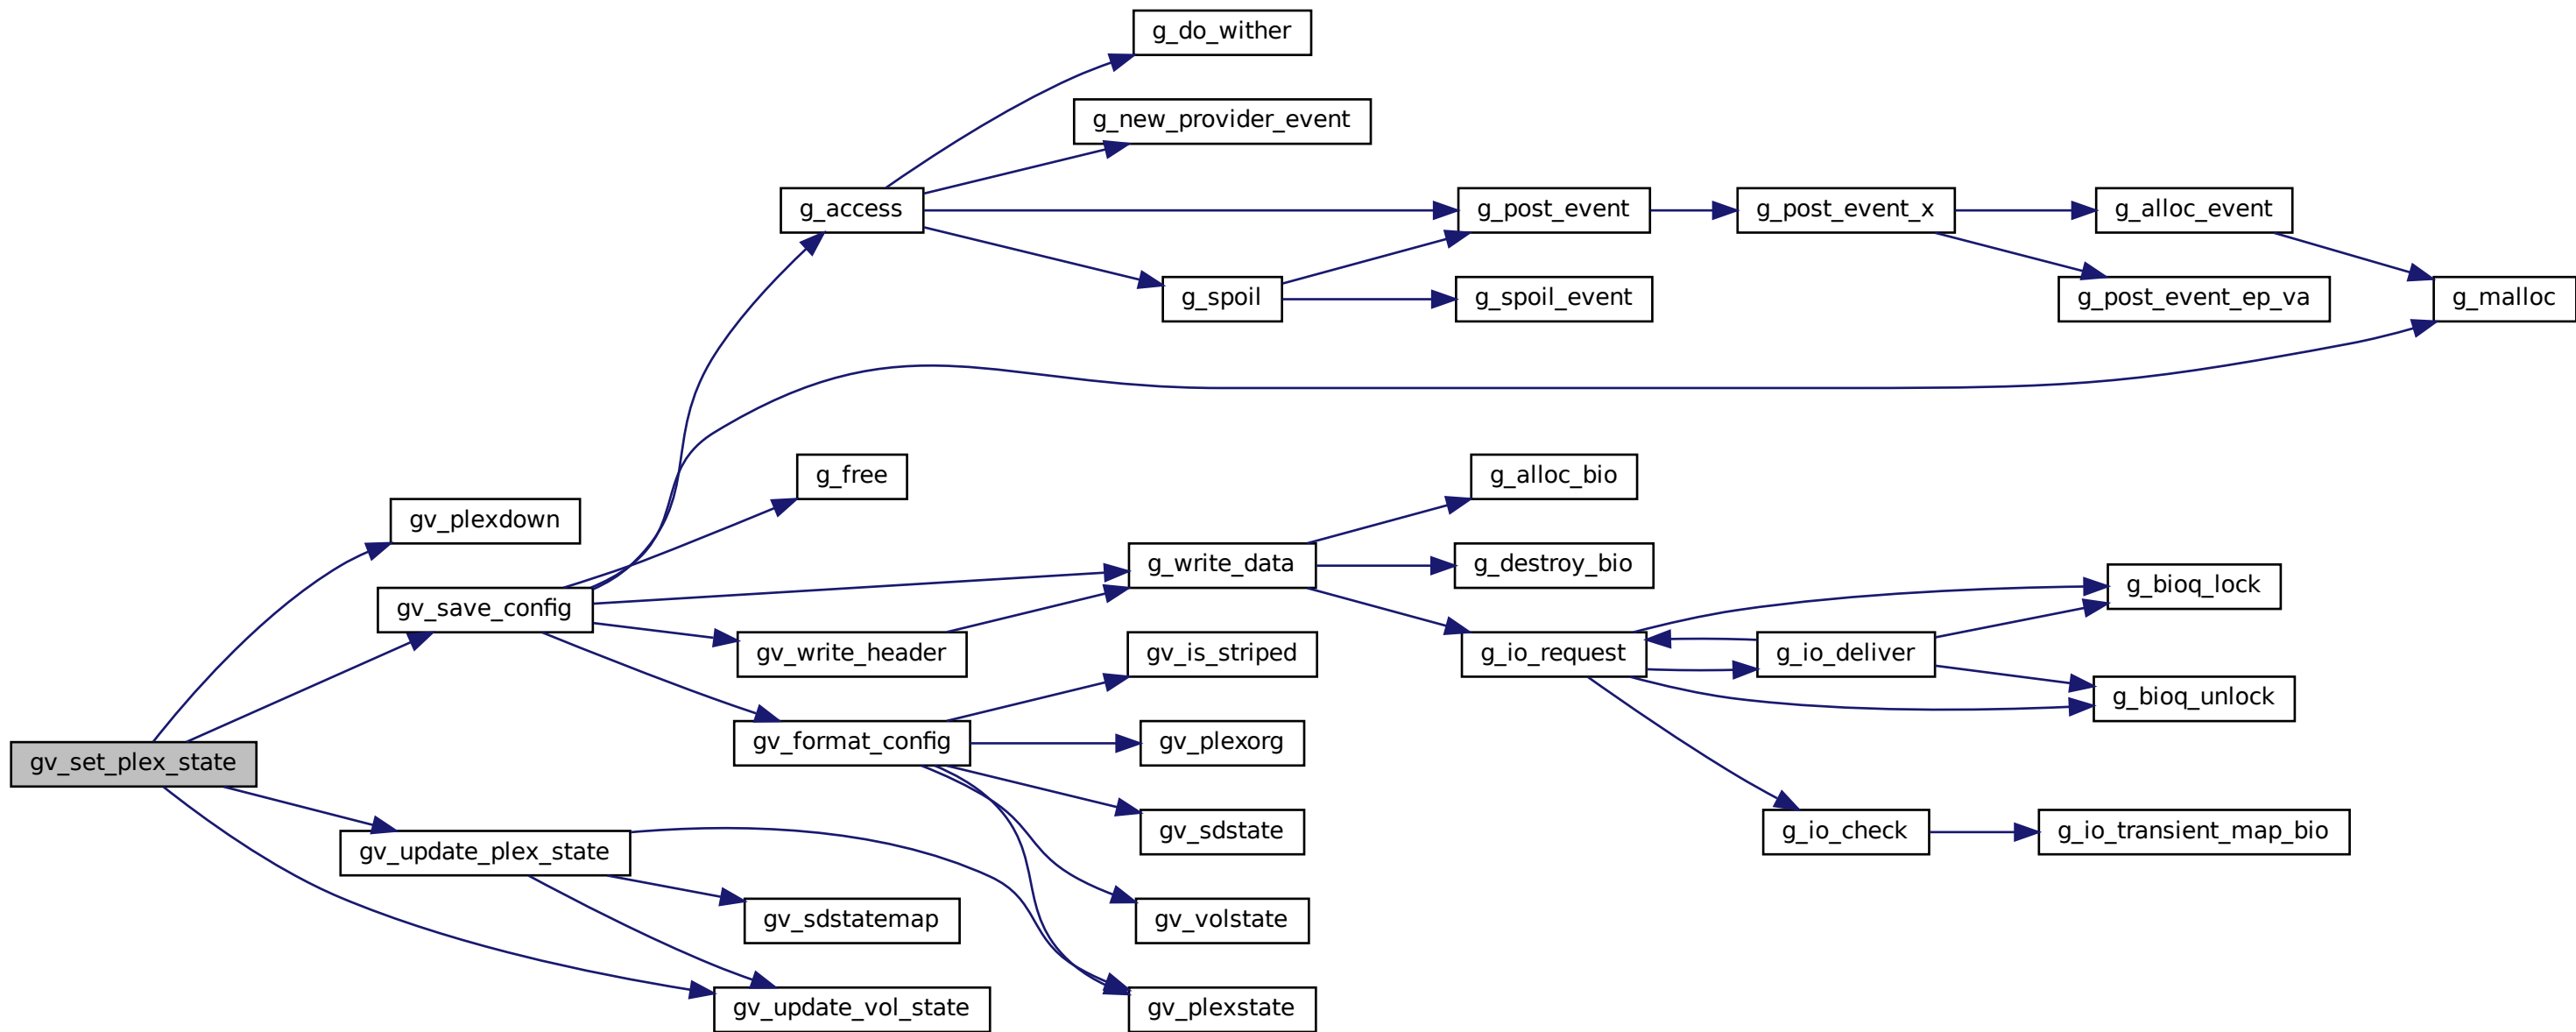 g_do_wither
g_new_provider_event
g_access
g_post_event
g_post_event_x
g_alloc_event
g_spoil
g_spoil_event
g_post_event_ep_va
g_malloc
g_free
g_alloc_bio
gv_plexdown
g_write_data
g_destroy_bio
g_bioq_lock
gv_save_config
gv_write_header
gv_is_striped
g_io_request
g_io_deliver
g_bioq_unlock
gv_set_plex_state
gv_format_config
gv_plexorg
gv_update_plex_state
gv_sdstate
g_io_check
g_io_transient_map_bio
gv_sdstatemap
gv_volstate
gv_update_vol_state
gv_plexstate